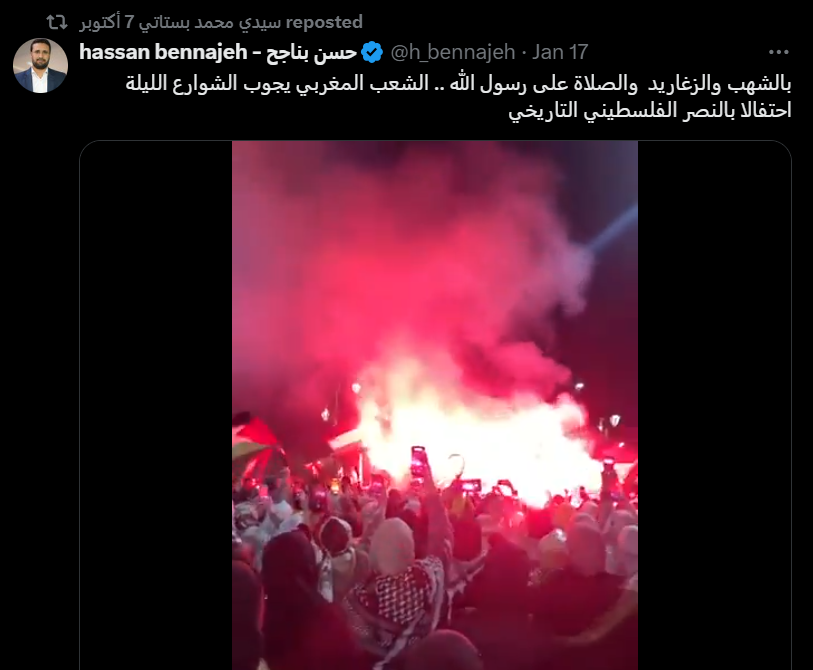 سيدي محمد بستاتي 7 أكتوبر reposted
hassan bennajeh - حسن بناجح @h_bennajeh · Jan 17
بالشهب والزغاريد والصلاة على رسول الله .. الشعب المغربي يجوب الشوارع الليلة
احتفالا بالنصر الفلسطيني التاريخي